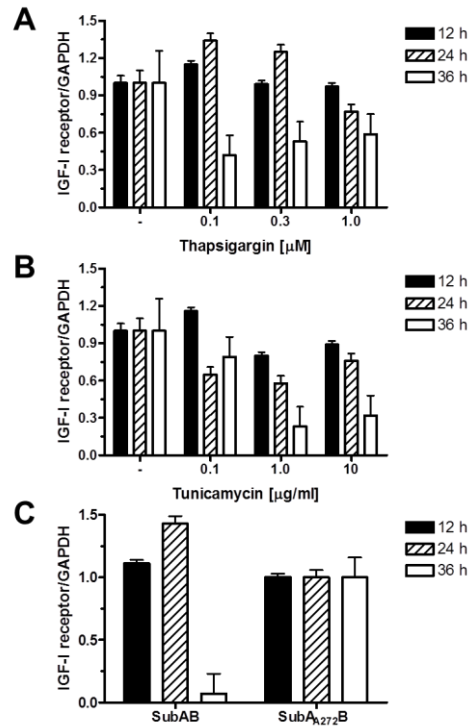 A
IGF-I receptor/GAPDH
1.5
1.2
0.9
0.6
0.3
0.0
- 0.1 0.3 1.0
Thapsigargin [µM]
12 h
24 h
36 h
B
IGF-I receptor/GAPDH
1.5
1.2
0.9
0.6
0.3
0.0
- 0.1 1.0 10
Tunicamycin [µg/ml]
12 h
24 h
36 h
C
IGF-I receptor/GAPDH
1.5
1.0
0.5
0.0
SubAB SubA_A272B
12 h
24 h
36 h